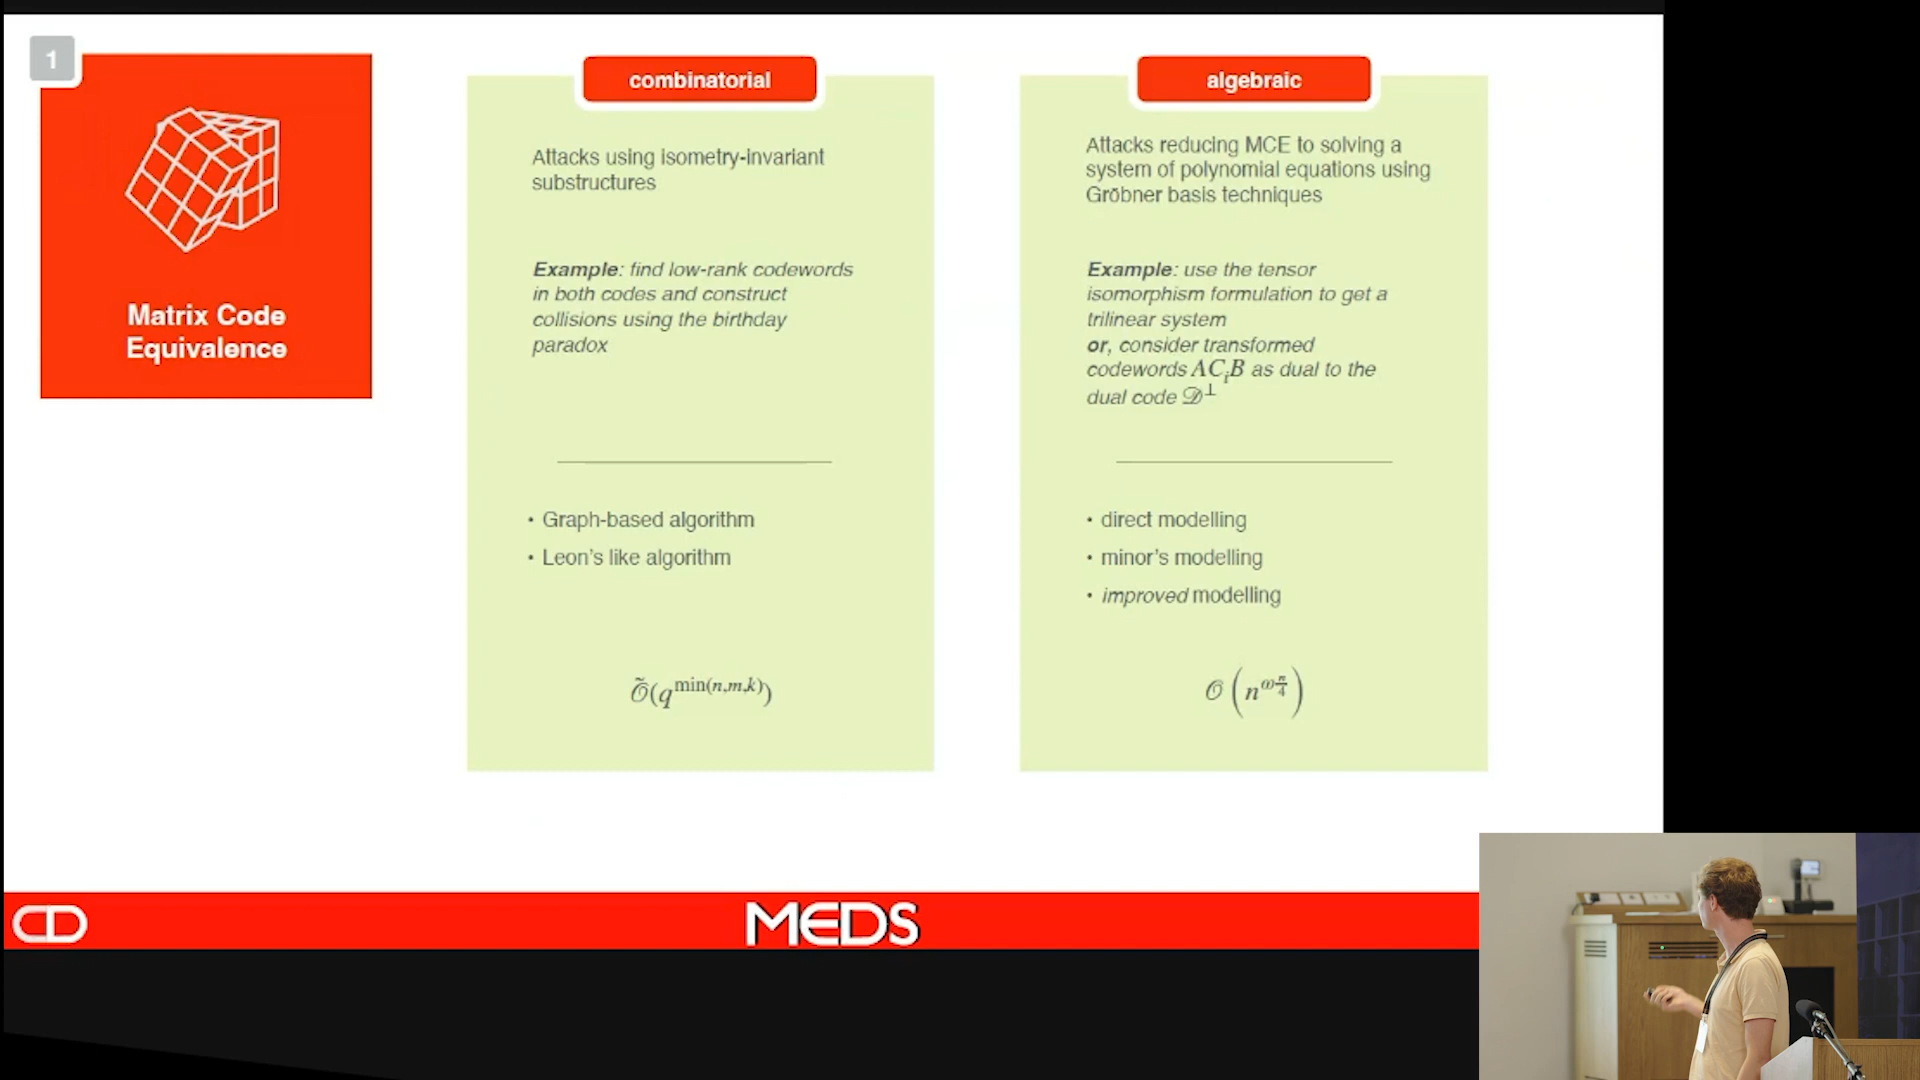 1
Matrix Code
Equivalence
combinatorial
Attacks using isometry-invariant
substructures
Example: find low-rank codewords
in both codes and construct
collisions using the birthday
paradox
• Graph-based algorithm
• Leon's like algorithm
Õ(q^min(n,m,k))
algebraic
Attacks reducing MCE to solving a
system of polynomial equations using
Gröbner basis techniques
Example: use the tensor
isomorphism formulation to get a
trilinear system
or, consider transformed
codewords AC_iB as dual to the
dual code 𝒟^⊥
• direct modelling
• minor's modelling
• improved modelling
𝒪(n^(ω n/4))
MEDS